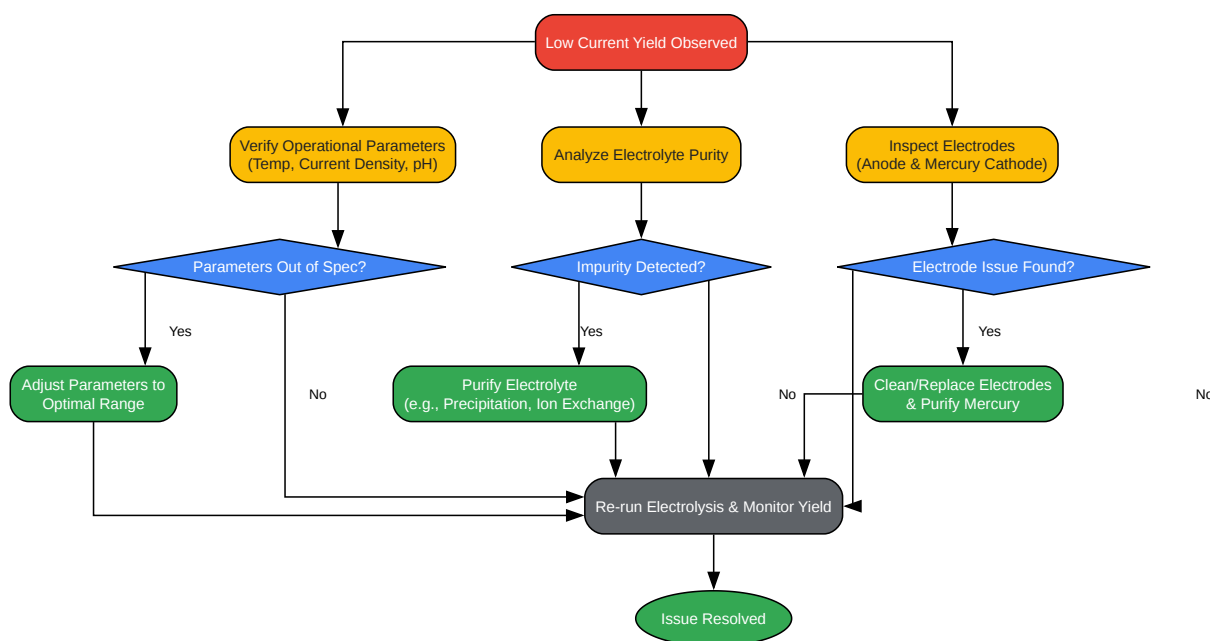 Low Current Yield Observed
Verify Operational Parameters
(Temp, Current Density, pH)
Analyze Electrolyte Purity
Inspect Electrodes
(Anode & Mercury Cathode)
Parameters Out of Spec?
Impurity Detected?
Electrode Issue Found?
Yes
Yes
Yes
Adjust Parameters to
Optimal Range
No
Purify Electrolyte
(e.g., Precipitation, Ion Exchange)
No
Clean/Replace Electrodes
& Purify Mercury
No
Re-run Electrolysis & Monitor Yield
Issue Resolved